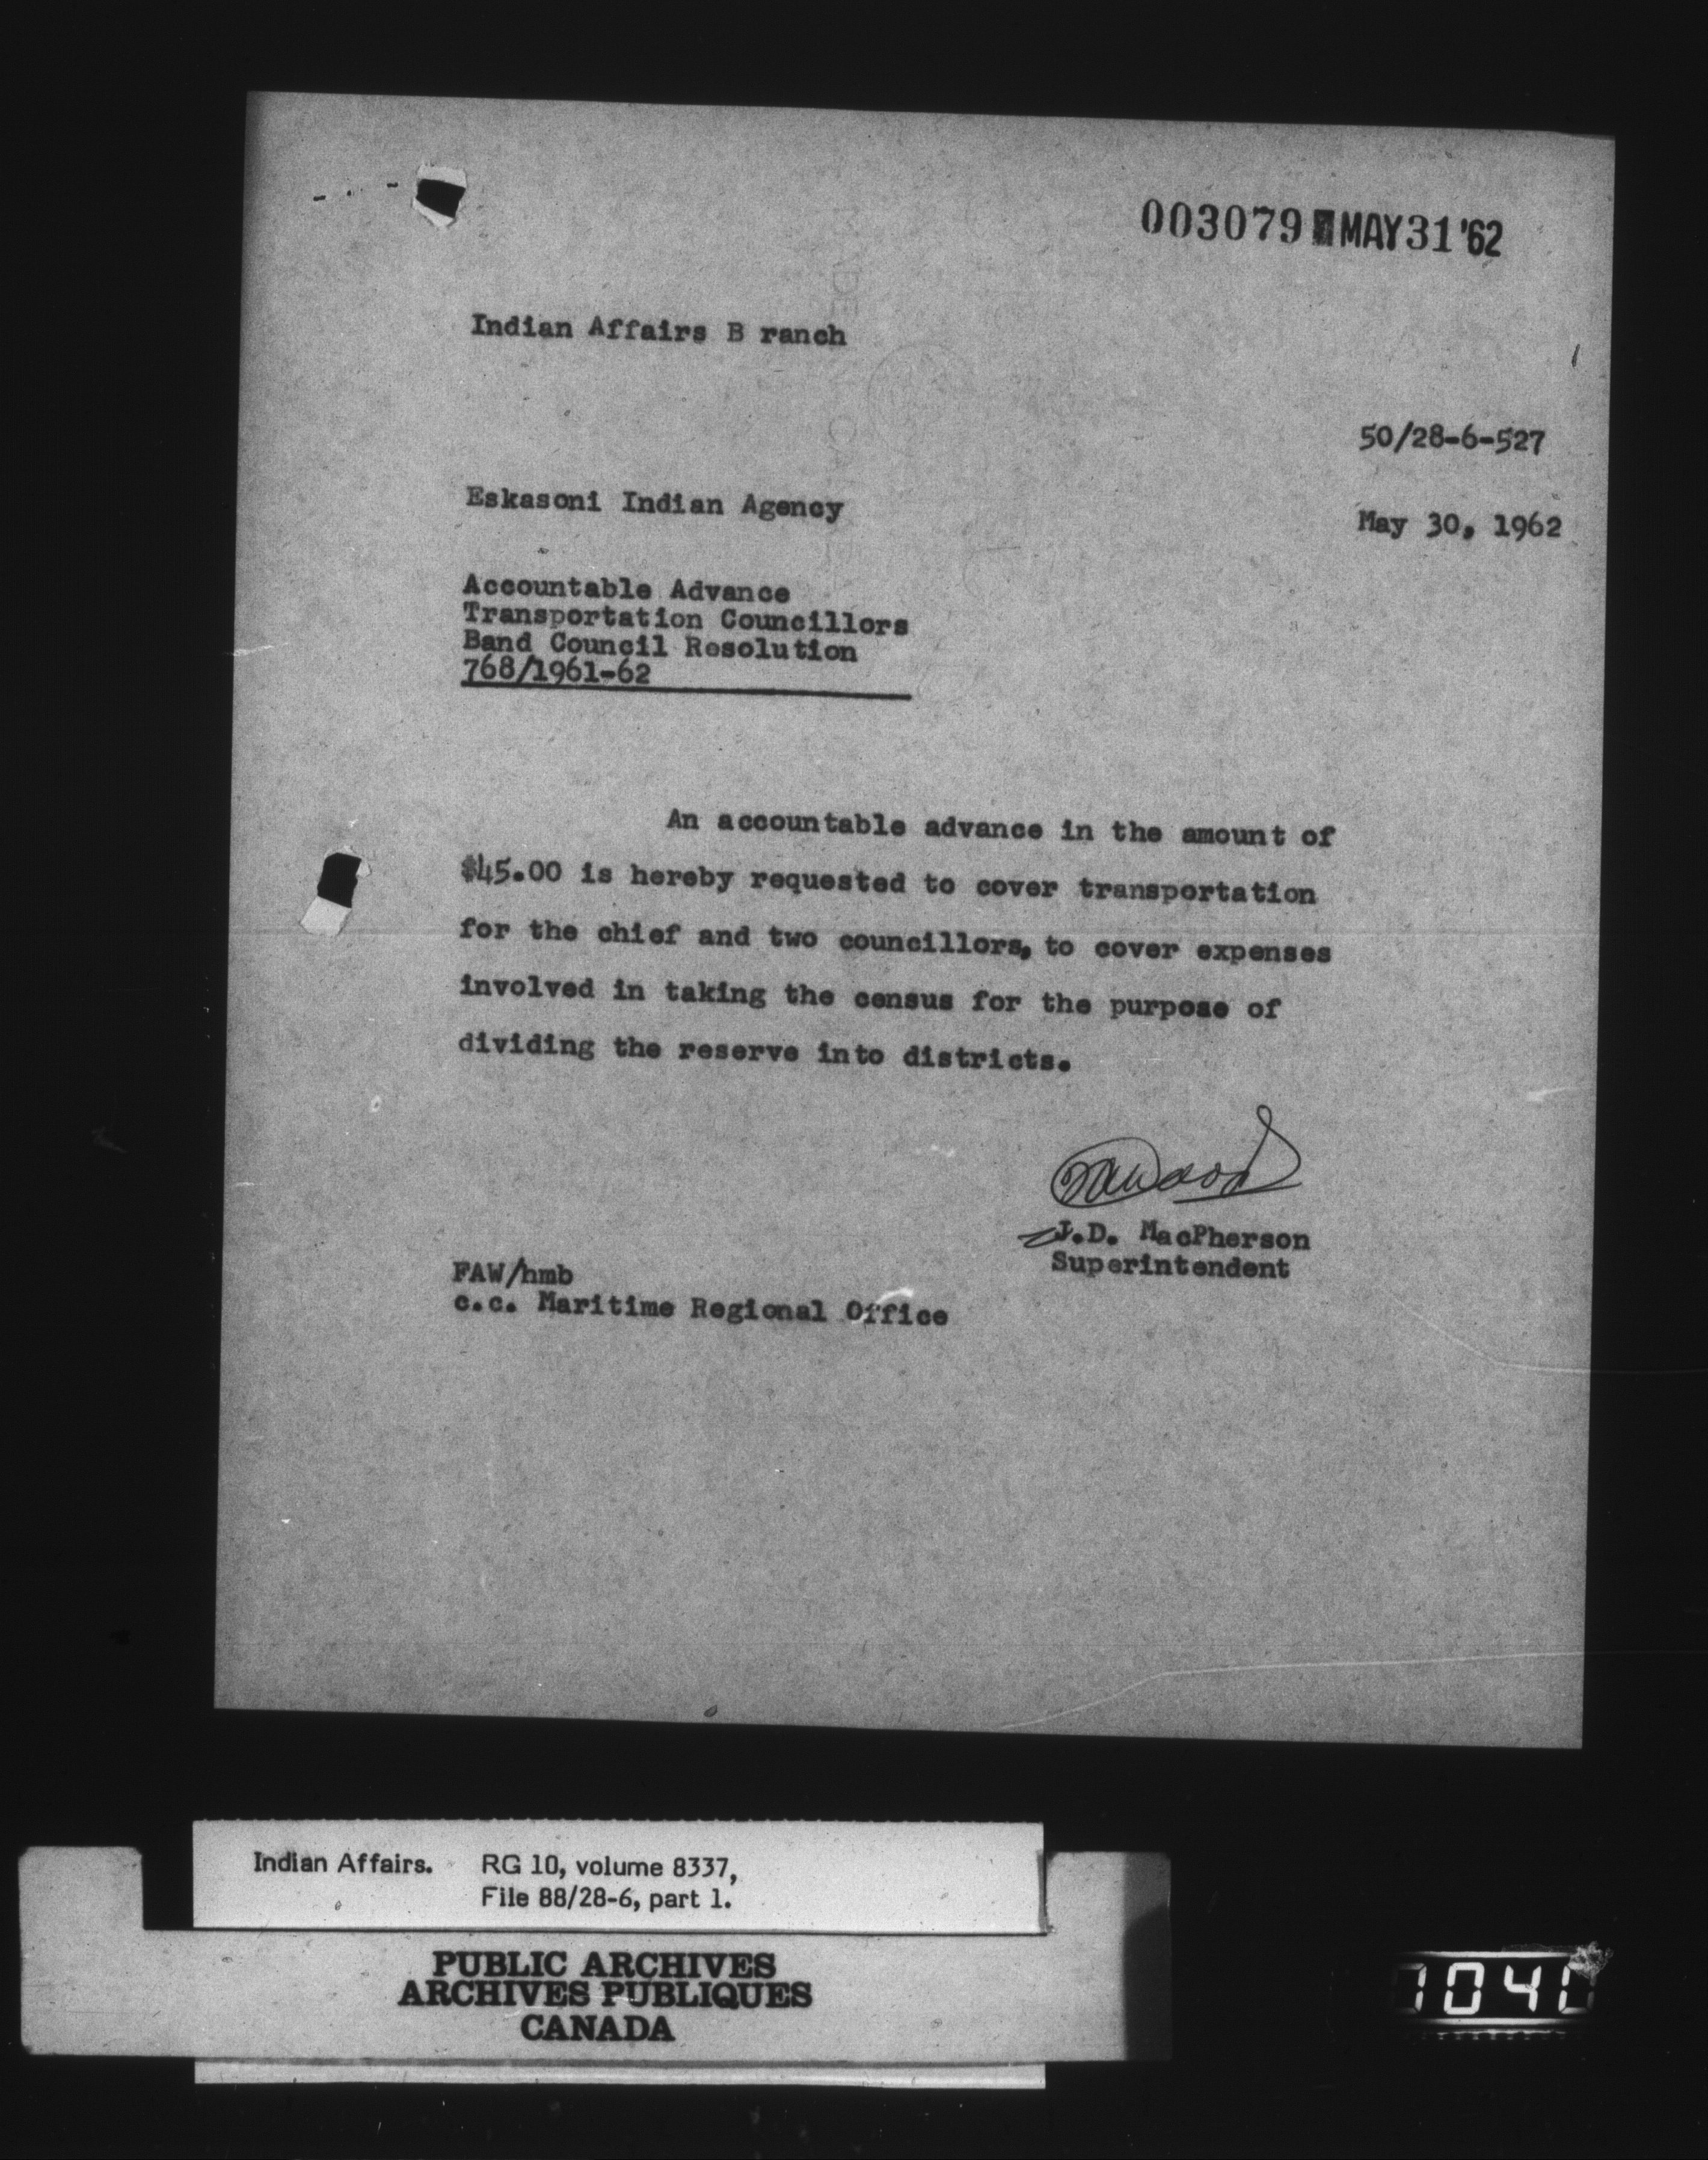 003079 MAY 31 '62
Indian Affairs B ranch
50/28-6-527
Eskasoni Indian Agency
May 30, 1962
Accountable Advance
Transportation Councillors
Band Council Resolution
768/1961-62
An accountable advance in the amount of
$45.00 is hereby requested to cover transportation
for the chief and two councillors, to cover expenses
involved in taking the census for the purpose of
dividing the reserve into districts.
J.D. MacPherson
Superintendent
FAW/hmb
c.c. Maritime Regional Office
Indian Affairs. RG 10, volume 8337,
File 88/28-6, part 1.
PUBLIC ARCHIVES
ARCHIVES PUBLIQUES
CANADA